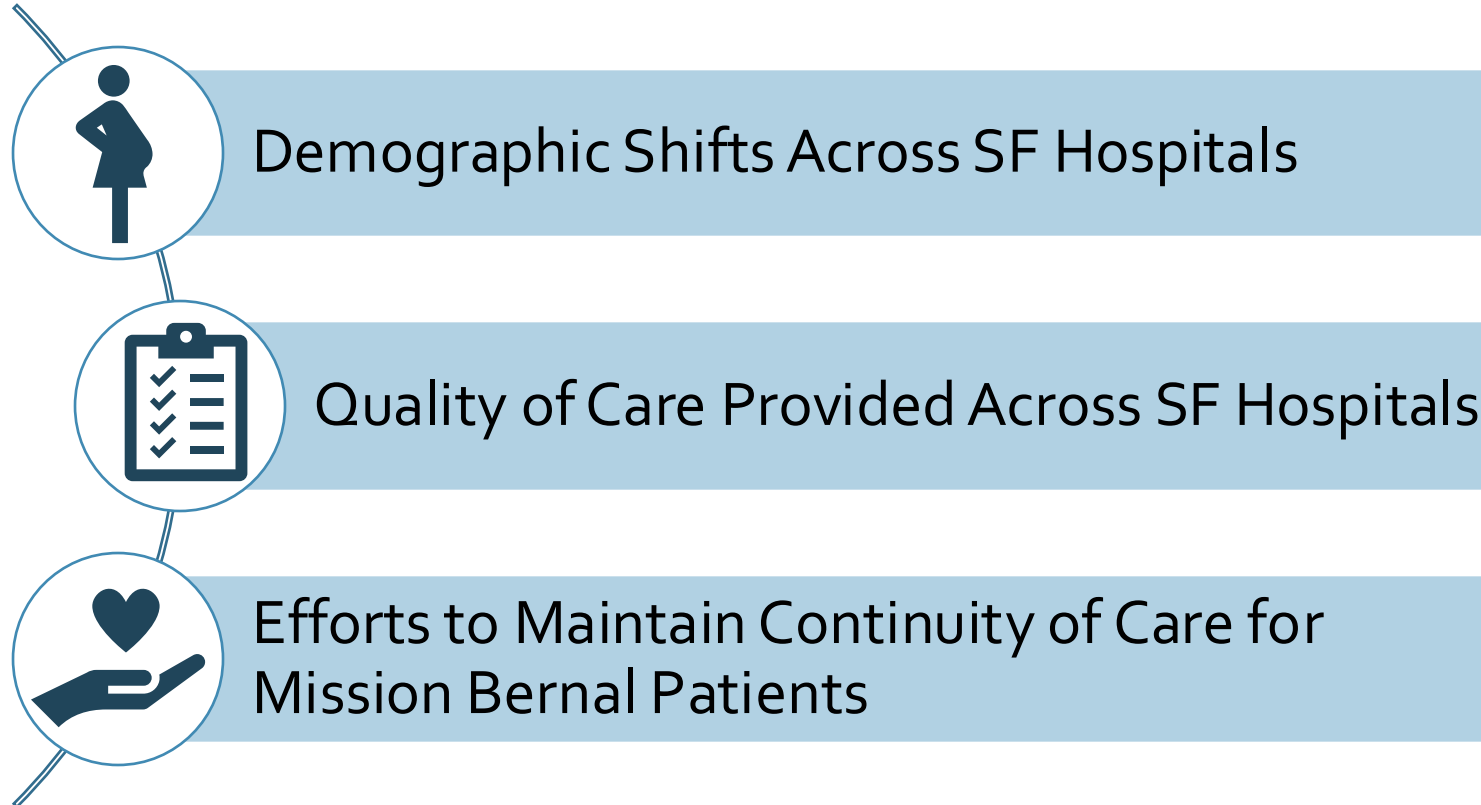 Demographic Shifts Across SF Hospitals
Quality of Care Provided Across SF Hospitals
Efforts to Maintain Continuity of Care for
Mission Bernal Patients